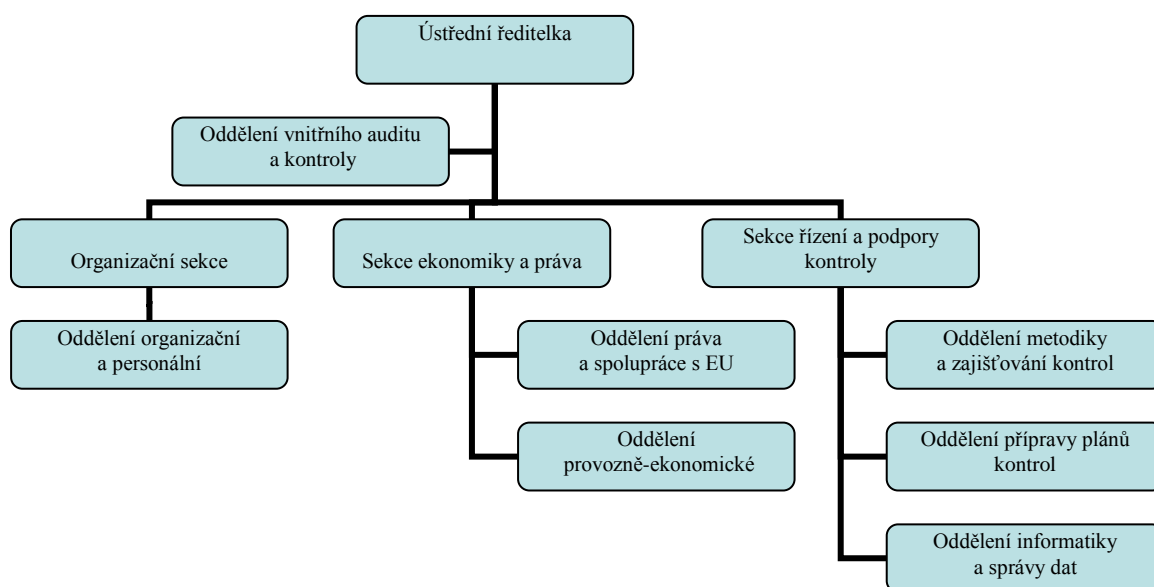 Ústřední ředitelka
Oddělení vnitřního auditu
a kontroly
Organizační sekce
Sekce ekonomiky a práva
Sekce řízení a podpory
kontroly
Oddělení organizační
a personální
Oddělení práva
a spolupráce s EU
Oddělení metodiky
a zajišťování kontrol
Oddělení
provozně-ekonomické
Oddělení přípravy plánů
kontrol
Oddělení informatiky
a správy dat